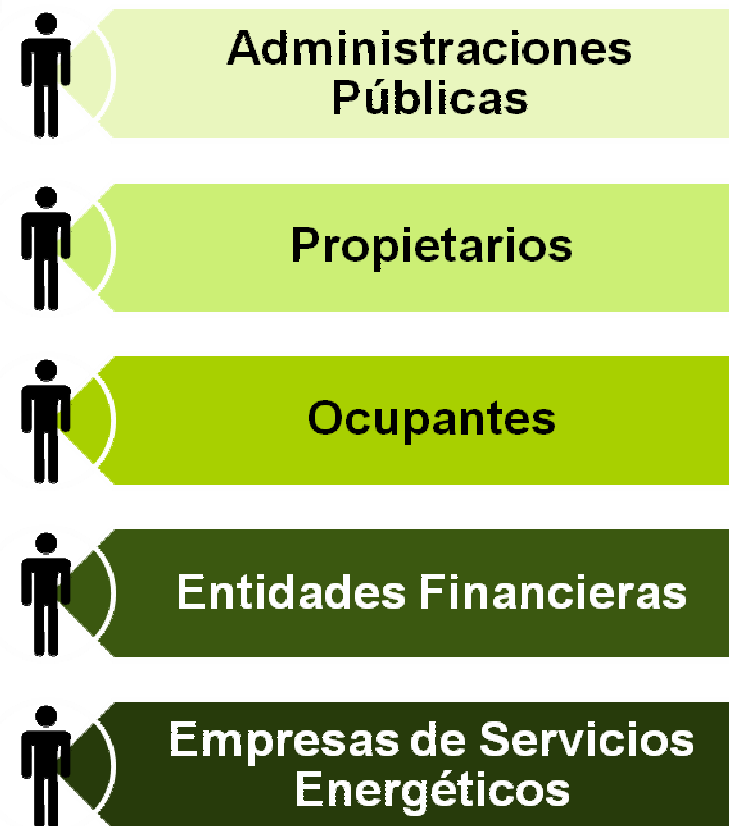 Administraciones
Públicas
Propietarios
Ocupantes
Entidades Financieras
Empresas de Servicios
Energéticos